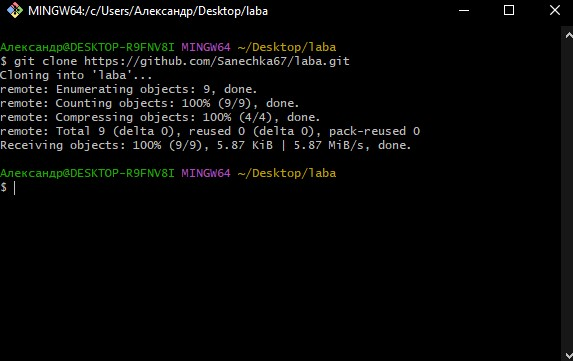 MINGW64:/c/Users/Александр/Desktop/laba
Александр@DESKTOP-R9FNV8I MINGW64 ~/Desktop/laba
$ git clone https://github.com/Sanechka67/laba.git
Cloning into 'laba'...
remote: Enumerating objects: 9, done.
remote: Counting objects: 100% (9/9), done.
remote: Compressing objects: 100% (4/4), done.
remote: Total 9 (delta 0), reused 0 (delta 0), pack-reused 0
Receiving objects: 100% (9/9), 5.87 KiB | 5.87 MiB/s, done.
Александр@DESKTOP-R9FNV8I MINGW64 ~/Desktop/laba
$